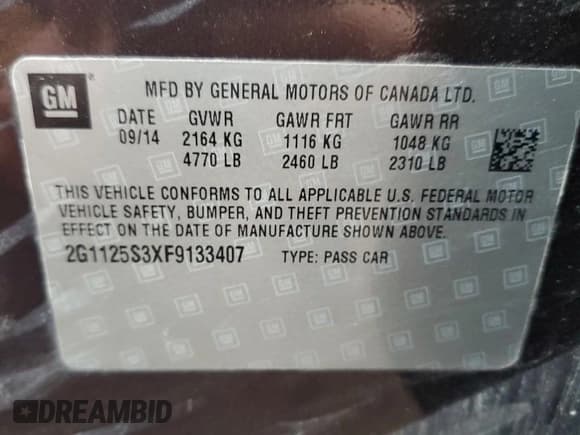 GM
MFD BY GENERAL MOTORS OF CANADA LTD.
DATE GVWR GAWR FRT GAWR RR
09/14 2164 KG 1116 KG 1048 KG
4770 LB 2460 LB 2310 LB
THIS VEHICLE CONFORMS TO ALL APPLICABLE U.S. FEDERAL MOTOR
VEHICLE SAFETY, BUMPER, AND THEFT PREVENTION STANDARDS IN
EFFECT ON THE DATE OF MANUFACTURE SHOWN ABOVE.
2G1125S3XF9133407 TYPE: PASS CAR
DREAMBID